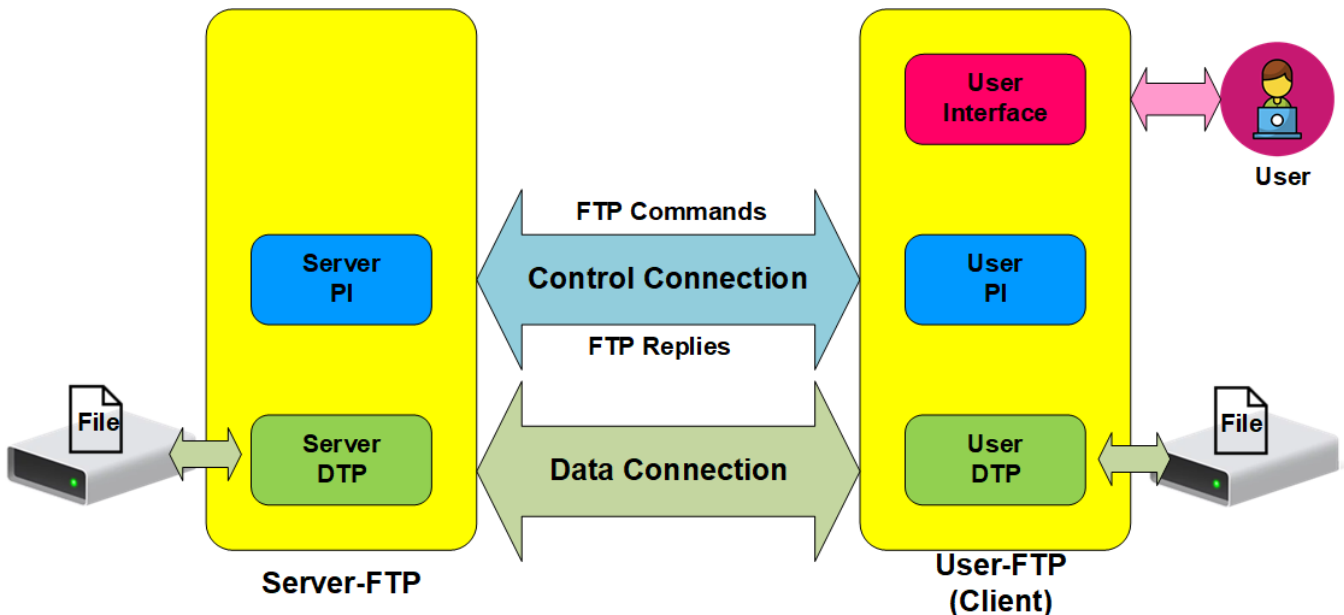 User
Interface
User
FTP Commands
Server
PI
Control Connection
User
PI
FTP Replies
File
Server
DTP
Data Connection
User
DTP
File
Server-FTP
User-FTP
(Client)